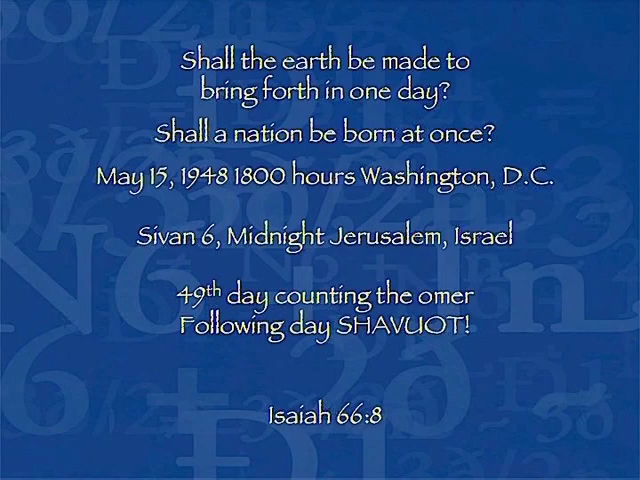 Shall the earth be made to
bring forth in one day?
Shall a nation be born at once?
May 15, 1948 1800 hours Washington, D.C.
Sivan 6, Midnight Jerusalem, Israel
49th day counting the omer
Following day SHAVUOT!
Isaiah 66:8